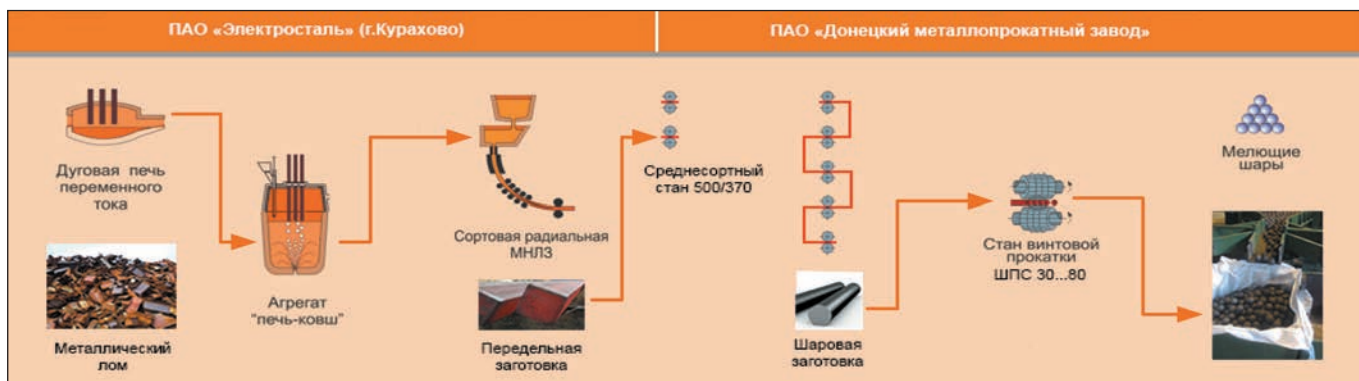 ПАО «Электросталь» (г.Курахово)
ПАО «Донецкий металлопрокатный завод»
Дуговая печь
переменного
тока
Металлический
лом
Агрегат
"печь-ковш"
Сортовая радиальная
МНЛЗ
Передельная
заготовка
Среднесортный
стан 500/370
Шаровая
заготовка
Стан винтовой
прокатки
ШПС 30...80
Мелющие
шары